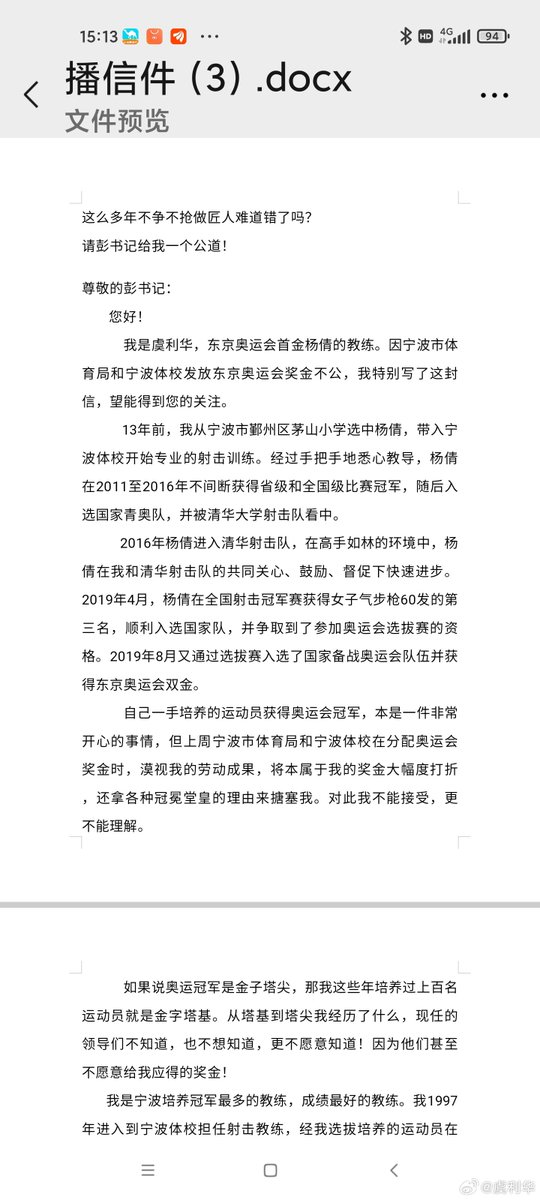 15:13 ··· HD 4G 94
播信件（3）.docx
文件预览
这么多年不争不抢做匠人难道错了吗？
请彭书记给我一个公道！
尊敬的彭书记：
您好！
我是虞利华，东京奥运会首金杨倩的教练。因宁波市体
育局和宁波体校发放东京奥运会奖金不公，我特别写了这封
信，望能得到您的关注。
13年前，我从宁波市鄞州区茅山小学选中杨倩，带入宁
波体校开始专业的射击训练。经过手把手地悉心教导，杨倩
在2011至2016年不间断获得省级和全国级比赛冠军，随后入
选国家青奥队，并被清华大学射击队看中。
2016年杨倩进入清华射击队，在高手如林的环境中，杨
倩在我和清华射击队的共同关心、鼓励、督促下快速进步。
2019年4月，杨倩在全国射击冠军赛获得女子气步枪60发的第
三名，顺利入选国家队，并争取到了参加奥运会选拔赛的资
格。2019年8月又通过选拔赛入选了国家备战奥运会队伍并获
得东京奥运会双金。
自己一手培养的运动员获得奥运会冠军，本是一件非常
开心的事情，但上周宁波市体育局和宁波体校在分配奥运会
奖金时，漠视我的劳动成果，将本属于我的奖金大幅度打折
，还拿各种冠冕堂皇的理由来搪塞我。对此我不能接受，更
不能理解。
如果说奥运冠军是金子塔尖，那我这些年培养过上百名
运动员就是金字塔基。从塔基到塔尖我经历了什么，现任的
领导们不知道，也不想知道，更不愿意知道！因为他们甚至
不愿意给我应得的奖金！
我是宁波培养冠军最多的教练，成绩最好的教练。我1997
年进入到宁波体校担任射击教练，经我选拔培养的运动员在
@虞利华